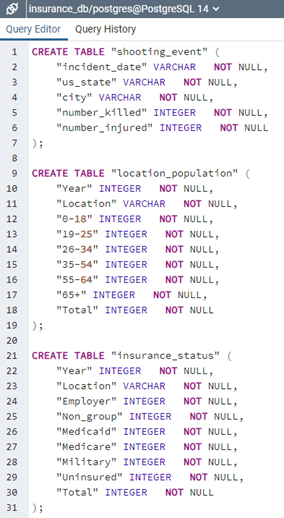 insurance_db/postgres@PostgreSQL 14
Query Editor Query History
1 CREATE TABLE "shooting_event" (
2 "incident_date" VARCHAR NOT NULL,
3 "us_state" VARCHAR NOT NULL,
4 "city" VARCHAR NOT NULL,
5 "number_killed" INTEGER NOT NULL,
6 "number_injured" INTEGER NOT NULL
7 );
8
9 CREATE TABLE "location_population" (
10 "Year" INTEGER NOT NULL,
11 "Location" VARCHAR NOT NULL,
12 "0-18" INTEGER NOT NULL,
13 "19-25" INTEGER NOT NULL,
14 "26-34" INTEGER NOT NULL,
15 "35-54" INTEGER NOT NULL,
16 "55-64" INTEGER NOT NULL,
17 "65+" INTEGER NOT NULL,
18 "Total" INTEGER NOT NULL
19 );
20
21 CREATE TABLE "insurance_status" (
22 "Year" INTEGER NOT NULL,
23 "Location" VARCHAR NOT NULL,
24 "Employer" INTEGER NOT NULL,
25 "Non_group" INTEGER NOT NULL,
26 "Medicaid" INTEGER NOT NULL,
27 "Medicare" INTEGER NOT NULL,
28 "Military" INTEGER NOT NULL,
29 "Uninsured" INTEGER NOT NULL,
30 "Total" INTEGER NOT NULL
31 );